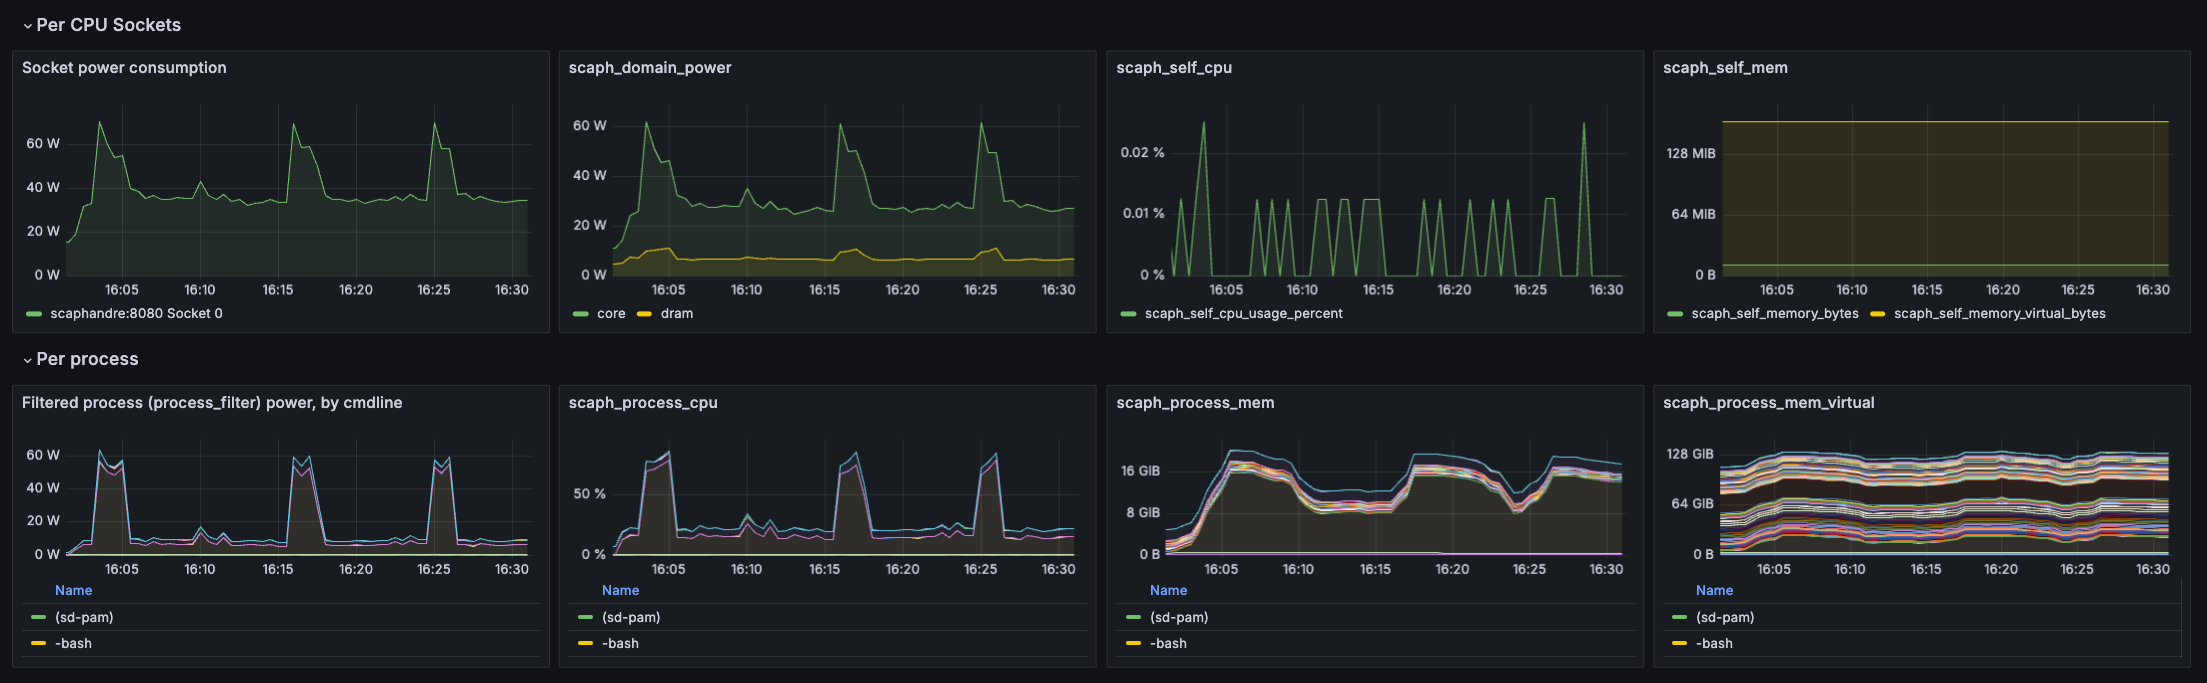 Per CPU Sockets
Socket power consumption
60 W
40 W
20 W
0 W
16:05 16:10 16:15 16:20 16:25 16:30
scaphandre:8080 Socket 0
scaph_domain_power
60 W
40 W
20 W
0 W
16:05 16:10 16:15 16:20 16:25 16:30
core dram
scaph_self_cpu
0.02 %
0.01 %
0 %
16:05 16:10 16:15 16:20 16:25 16:30
scaph_self_cpu_usage_percent
scaph_self_mem
128 MiB
64 MiB
0 B
16:05 16:10 16:15 16:20 16:25 16:30
scaph_self_memory_bytes scaph_self_memory_virtual_bytes
Per process
Filtered process (process_filter) power, by cmdline
60 W
40 W
20 W
0 W
16:05 16:10 16:15 16:20 16:25 16:30
Name
(sd-pam)
-bash
scaph_process_cpu
50 %
0 %
16:05 16:10 16:15 16:20 16:25 16:30
Name
(sd-pam)
-bash
scaph_process_mem
16 GiB
8 GiB
0 B
16:05 16:10 16:15 16:20 16:25 16:30
Name
(sd-pam)
-bash
scaph_process_mem_virtual
128 GiB
64 GiB
0 B
16:05 16:10 16:15 16:20 16:25 16:30
Name
(sd-pam)
-bash